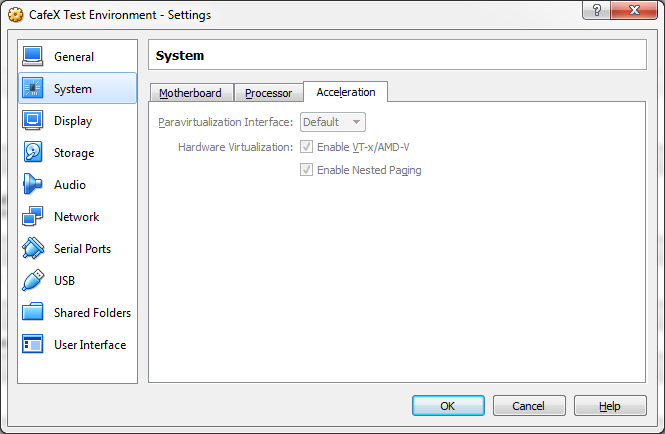 CafeX Test Environment - Settings
General
System
Display
Storage
Audio
Network
Serial Ports
USB
Shared Folders
User Interface
System
Motherboard Processor Acceleration
Paravirtualization Interface: Default
Hardware Virtualization: Enable VT-x/AMD-V
Enable Nested Paging
OK Cancel Help